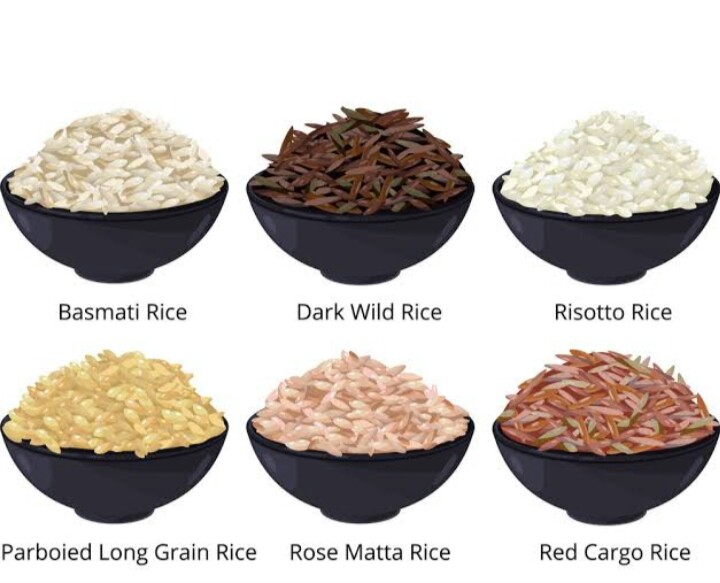 Basmati Rice
Dark Wild Rice
Risotto Rice
Parboied Long Grain Rice
Rose Matta Rice
Red Cargo Rice